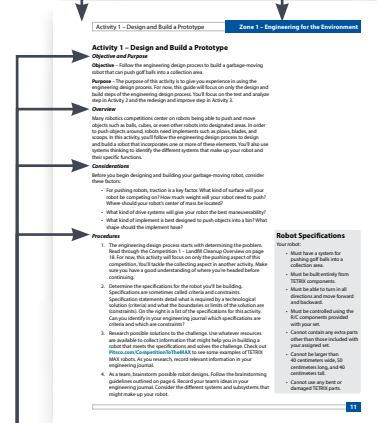 Activity 1 – Design and Build a Prototype
Zone 1 – Engineering for the Environment
Activity 1 – Design and Build a Prototype
Objective and Purpose
Objective – Follow the engineering design process to build a garbage-moving
robot that can push golf balls into a collection area.
Purpose – The purpose of this activity is to give you experience in using the
engineering design process. For now, this guide will focus only on the design and
build steps of the engineering design process. You'll focus on the test and analyze
step in Activity 2 and the redesign and improve step in Activity 3.
Overview
Many robotics competitions center on robots being able to push and move
objects such as balls, cubes, or even other robots into designated areas. In order
to push objects around, robots need implements such as plows, blades, and
scoops. In this activity, you'll follow the engineering design process to design
and build a robot that incorporates one or more of these elements. You'll also use
systems thinking to identify the different systems that make up your robot and
their specific functions.
Considerations
Before you begin designing and building your garbage-moving robot, consider
these factors:
• For pushing robots, traction is a key factor. What kind of surface will your
robot be competing on? How much weight will your robot need to push?
Where should your robot's center of mass be located?
• What kind of drive systems will give your robot the best maneuverability?
• What kind of implement is best designed to push objects into a bin? What
shape should the implement have?
Procedures
1. The engineering design process starts with determining the problem.
Read through the Competition 1 – Landfill Cleanup Overview on page
18. For now, this activity will focus on only the pushing aspect of this
competition. You'll tackle the collecting aspect in another activity. Make
sure you have a good understanding of where you're headed before
continuing.
2. Determine the specifications for the robot you'll be building.
Specifications are sometimes called criteria and constraints.
Specification statements detail what is required by a technological
solution (criteria) and what the boundaries or limits of the solution are
(constraints). On the right is a list of the specifications for this activity.
Can you identify in your engineering journal which specifications are
criteria and which are constraints?
3. Research possible solutions to the challenge. Use whatever resources
are available to collect information that might help you in building a
robot that meets the specifications and solves the challenge. Check out
Pitsco.com/CompetitionToTheMAX to see some examples of TETRIX
MAX robots. As you research, record relevant information in your
engineering journal.
4. As a team, brainstorm possible robot designs. Follow the brainstorming
guidelines outlined on page 6. Record your team's ideas in your
engineering journal. Consider the different systems and subsystems that
might make up your robot.
Robot Specifications
Your robot:
• Must have a system for
pushing golf balls into a
collection area.
• Must be built entirely from
TETRIX components.
• Must be able to turn in all
directions and move forward
and backward.
• Must be controlled using the
R/C components provided
with your set.
• Cannot contain any extra parts
other than those included with
your assigned set.
• Cannot be larger than
40 centimeters wide, 50
centimeters long, and 40
centimeters tall.
• Cannot use any bent or
damaged TETRIX parts.
11